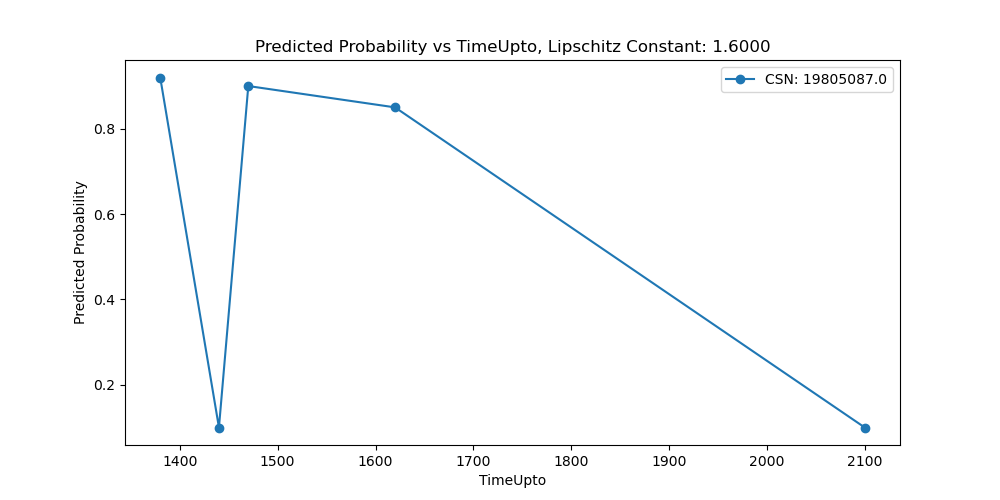 Predicted Probability vs TimeUpto, Lipschitz Constant: 1.6000
CSN: 19805087.0
Predicted Probability
0.8
0.6
0.4
0.2
1400 1500 1600 1700 1800 1900 2000 2100
TimeUpto